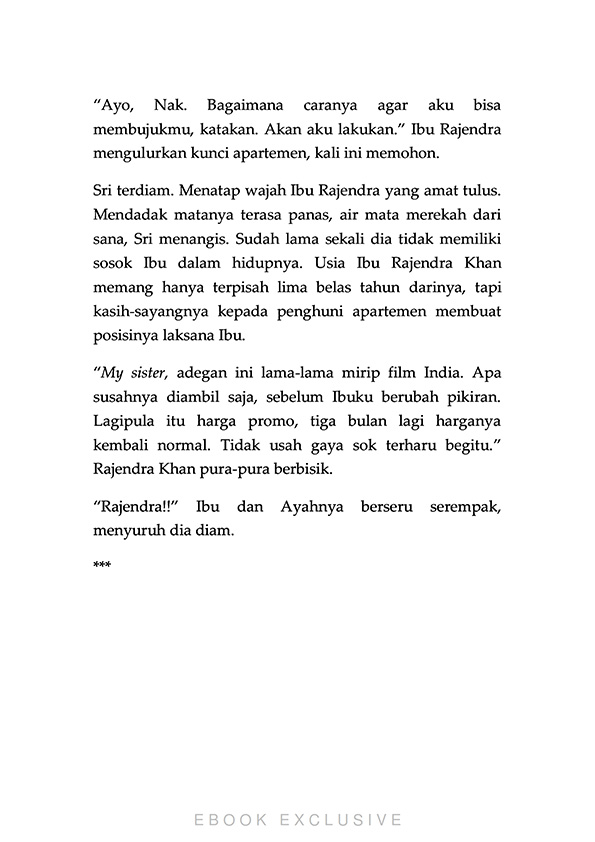 “Ayo, Nak. Bagaimana caranya agar aku bisa
membujukmu, katakan. Akan aku lakukan.” Ibu Rajendra
mengulurkan kunci apartemen, kali ini memohon.
Sri terdiam. Menatap wajah Ibu Rajendra yang amat tulus.
Mendadak matanya terasa panas, air mata merekah dari
sana, Sri menangis. Sudah lama sekali dia tidak memiliki
sosok Ibu dalam hidupnya. Usia Ibu Rajendra Khan
memang hanya terpisah lima belas tahun darinya, tapi
kasih-sayangnya kepada penghuni apartemen membuat
posisinya laksana Ibu.
“My sister, adegan ini lama-lama mirip film India. Apa
susahnya diambil saja, sebelum Ibuku berubah pikiran.
Lagipula itu harga promo, tiga bulan lagi harganya
kembali normal. Tidak usah gaya sok terharu begitu.”
Rajendra Khan pura-pura berbisik.
“Rajendra!!” Ibu dan Ayahnya berseru serempak,
menyuruh dia diam.
***
EBOOK EXCLUSIVE